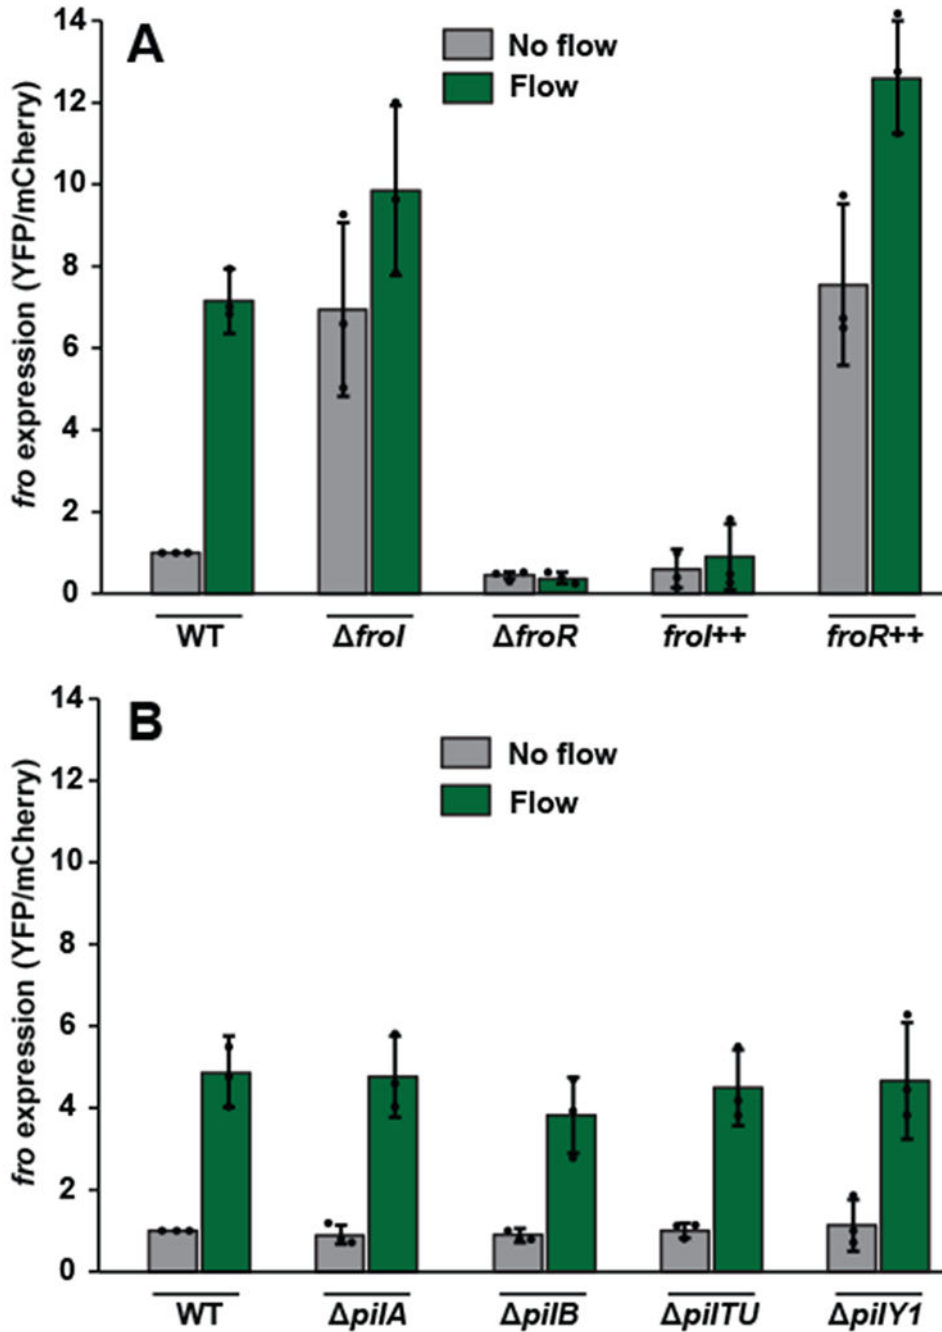 A
No flow
Flow
fro expression (YFP/mCherry)
14
12
10
8
6
4
2
0
WT
ΔfroI
ΔfroR
froI++
froR++
B
No flow
Flow
fro expression (YFP/mCherry)
14
12
10
8
6
4
2
0
WT
ΔpilA
ΔpilB
ΔpilTU
ΔpilY1